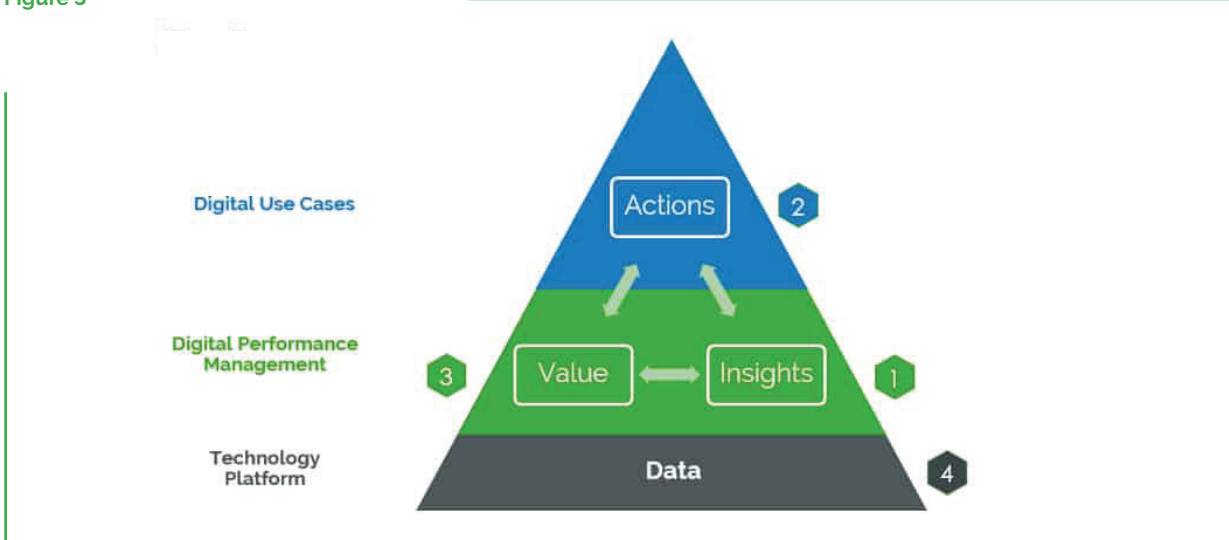 Digital Use Cases
Actions
2
Digital Performance
Management
3
Value
Insights
1
Technology
Platform
Data
4